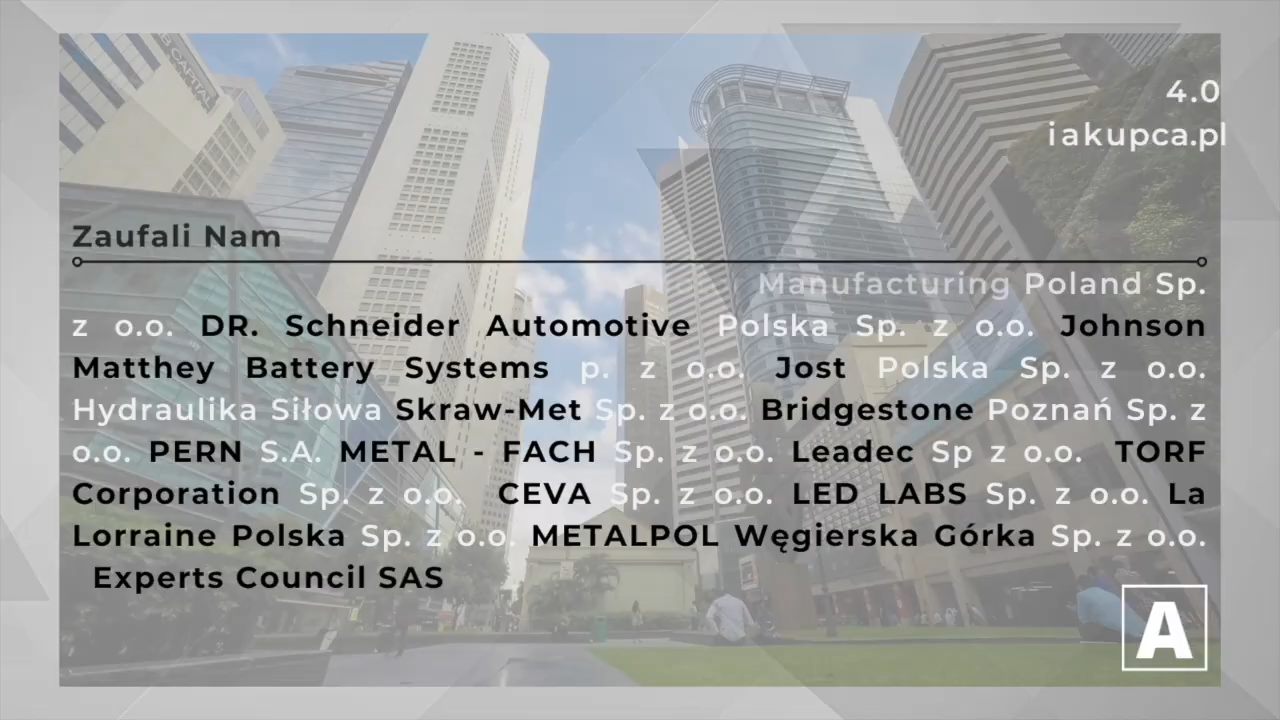 B CAPITAL
4.0
iakupca.pl
Zaufali Nam
Manufacturing Poland Sp.
z o.o. DR. Schneider Automotive Polska Sp. z o.o. Johnson
Matthey Battery Systems p. z o.o. Jost Polska Sp. z o.o.
Hydraulika Siłowa Skraw-Met Sp. z o.o. Bridgestone Poznań Sp. z
o.o. PERN S.A. METAL - FACH Sp. z o.o. Leadec Sp z o.o. TORF
Corporation Sp. z o.o. CEVA Sp. z o.o. LED LABS Sp. z o.o. La
Lorraine Polska Sp. z o.o. METALPOL Węgierska Górka Sp. z o.o.
Experts Council SAS
A